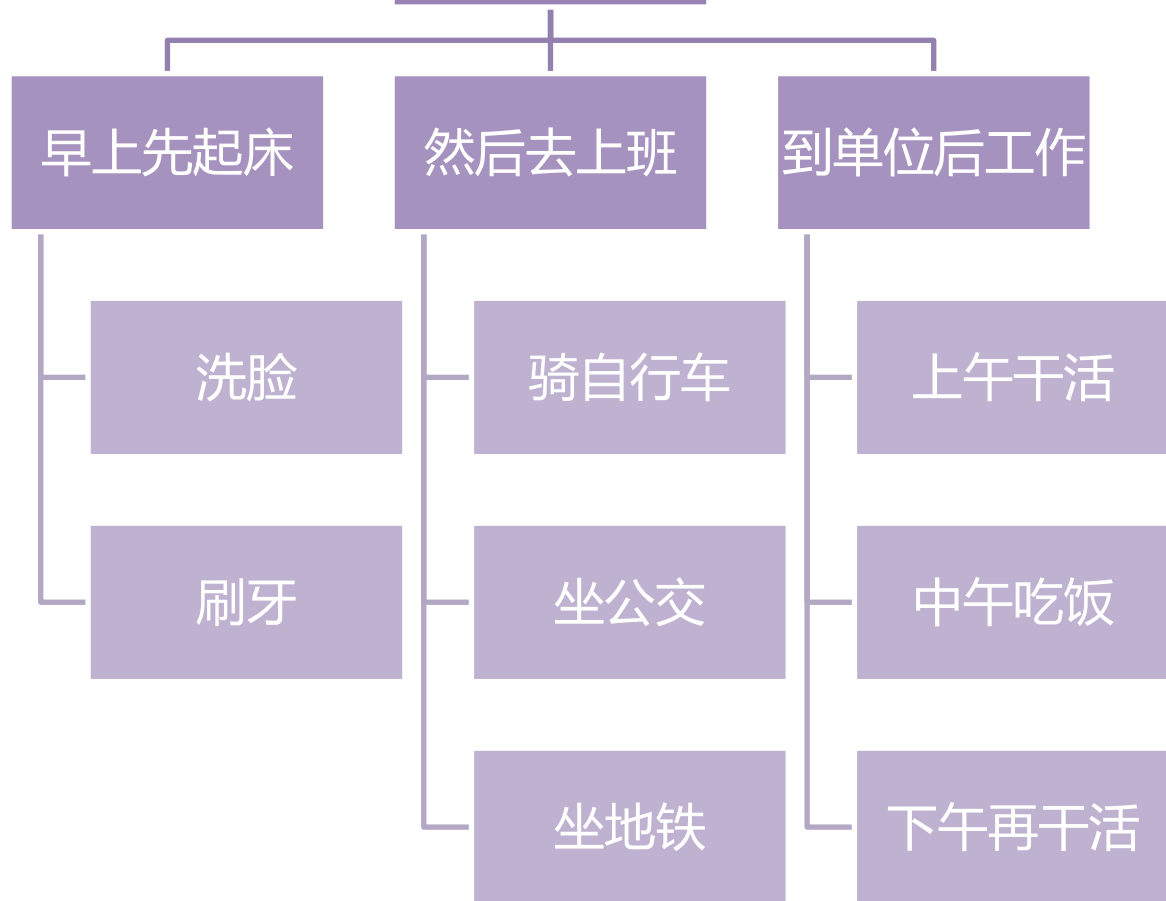 早上先起床
洗脸
刷牙
然后去上班
骑自行车
坐公交
坐地铁
到单位后工作
上午干活
中午吃饭
下午再干活